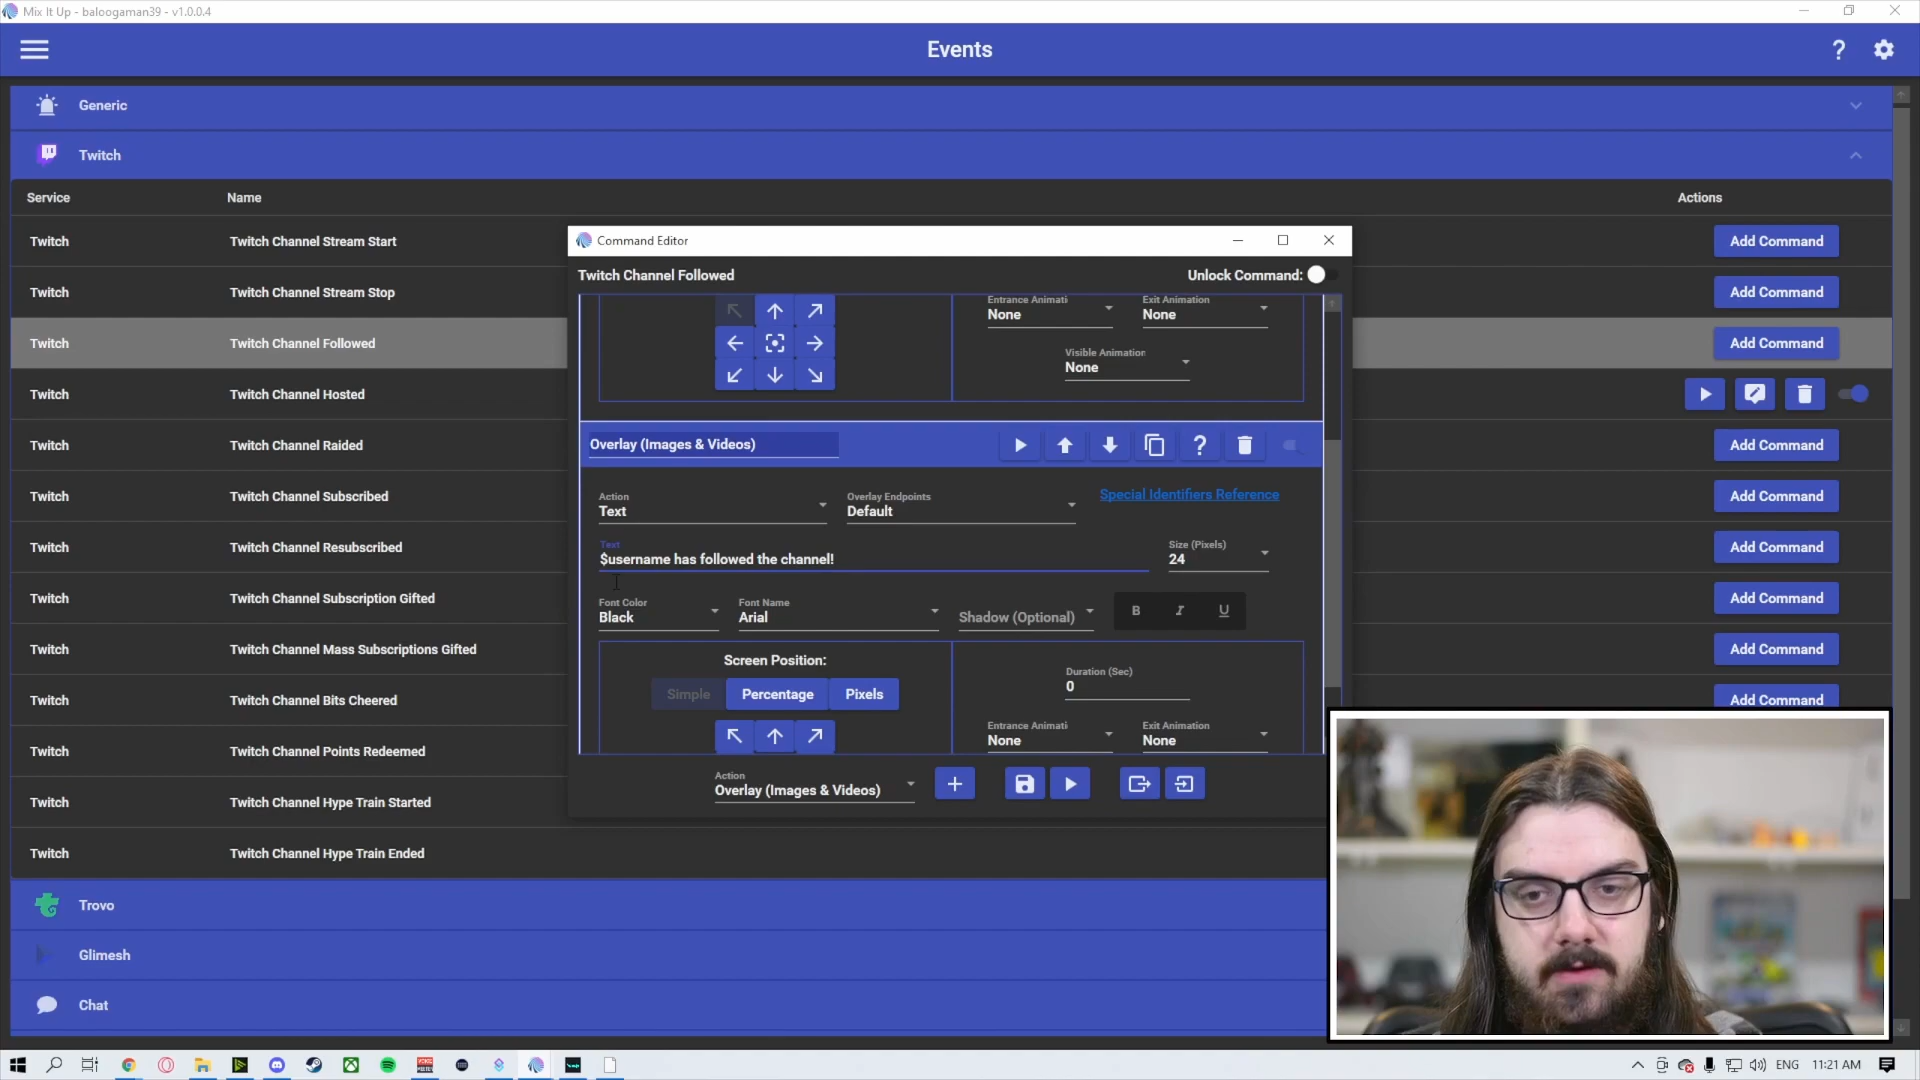 Mix It Up - baloogaman39 - v1.0.0.4
Events
?
Generic
Twitch
Service Name Actions
Twitch Twitch Channel Stream Start Add Command
Twitch Twitch Channel Stream Stop Add Command
Twitch Twitch Channel Followed Add Command
Twitch Twitch Channel Hosted
Twitch Twitch Channel Raided Add Command
Twitch Twitch Channel Subscribed Add Command
Twitch Twitch Channel Resubscribed Add Command
Twitch Twitch Channel Subscription Gifted Add Command
Twitch Twitch Channel Mass Subscriptions Gifted Add Command
Twitch Twitch Channel Bits Cheered Add Command
Twitch Twitch Channel Points Redeemed
Twitch Twitch Channel Hype Train Started
Twitch Twitch Channel Hype Train Ended
Trovo
Glimesh
Chat
Command Editor
Twitch Channel Followed Unlock Command:
Entrance Animati Exit Animation
None None
Visible Animation
None
Overlay (Images & Videos)
?
Action Overlay Endpoints Special Identifiers Reference
Text Default
Text Size (Pixels)
$username has followed the channel! 24
Font Color Font Name
Black Arial Shadow (Optional) B I U
Screen Position: Duration (Sec)
Simple Percentage Pixels 0
Entrance Animati Exit Animation
None None
Action
Overlay (Images & Videos)
ENG 11:21 AM